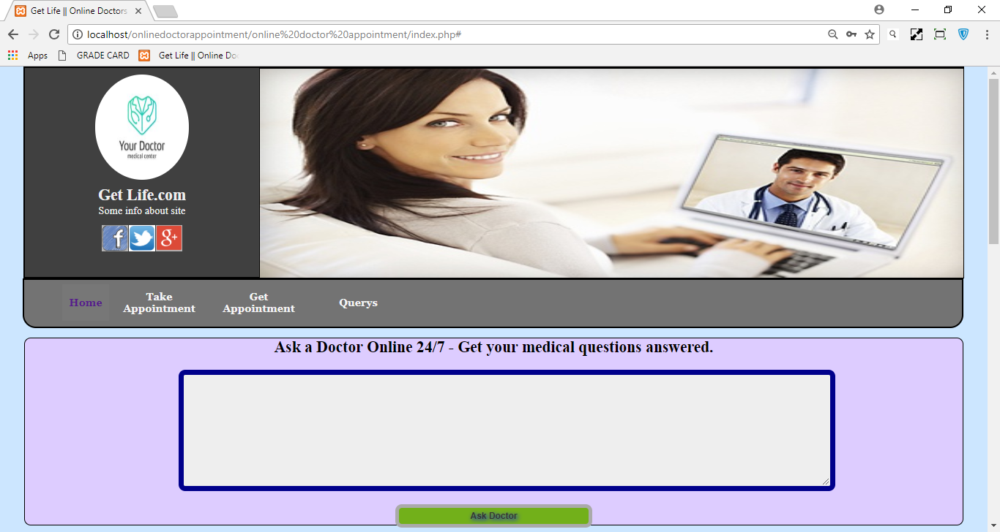 Get Life || Online Doctors
localhost/onlinedoctorappointment/online%20doctor%20appointment/index.php#
Apps GRADE CARD Get Life || Online Do
Your Doctor
medical center
Get Life.com
Some info about site
f g+
Home Take Appointment Get Appointment Querys
Ask a Doctor Online 24/7 - Get your medical questions answered.
Ask Doctor